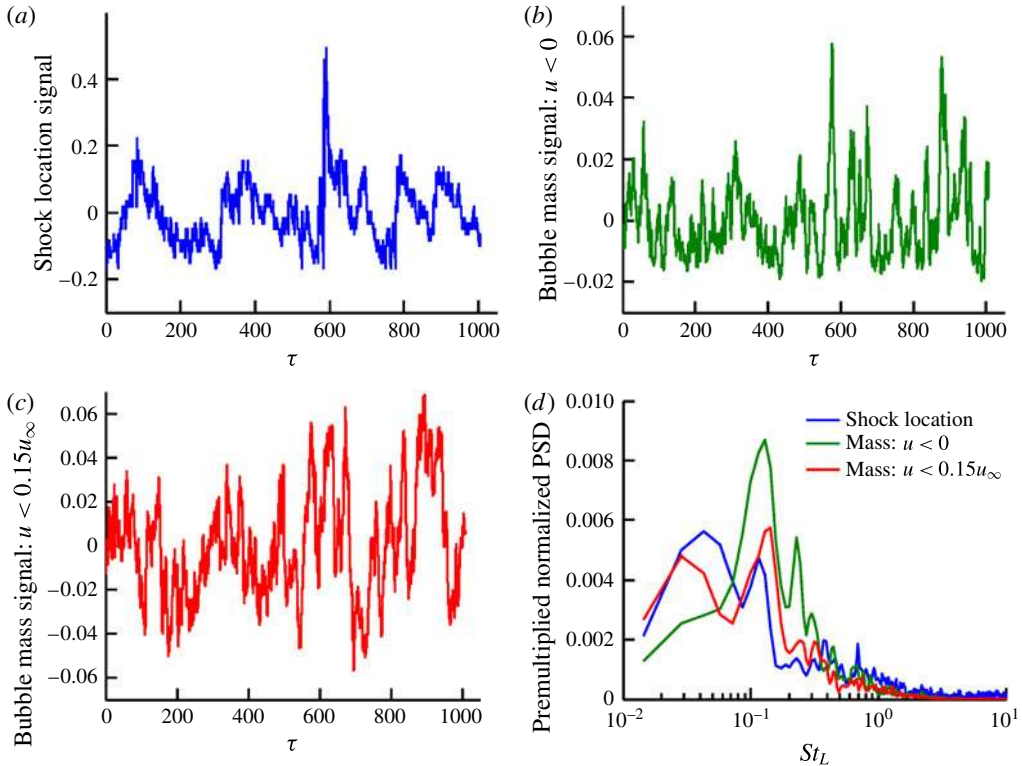 (a)
Shock location signal
0.4
0.2
0
−0.2
0 200 400 600 800 1000
τ
(b)
Bubble mass signal: u < 0
0.06
0.04
0.02
0
−0.02
0 200 400 600 800 1000
τ
(c)
Bubble mass signal: u < 0.15u∞
0.06
0.04
0.02
0
−0.02
−0.04
−0.06
0 200 400 600 800 1000
τ
(d)
Premultiplied normalized PSD
0.010
0.008
0.006
0.004
0.002
0
Shock location
Mass: u < 0
Mass: u < 0.15u∞
10⁻² 10⁻¹ 10⁰ 10¹
St_L